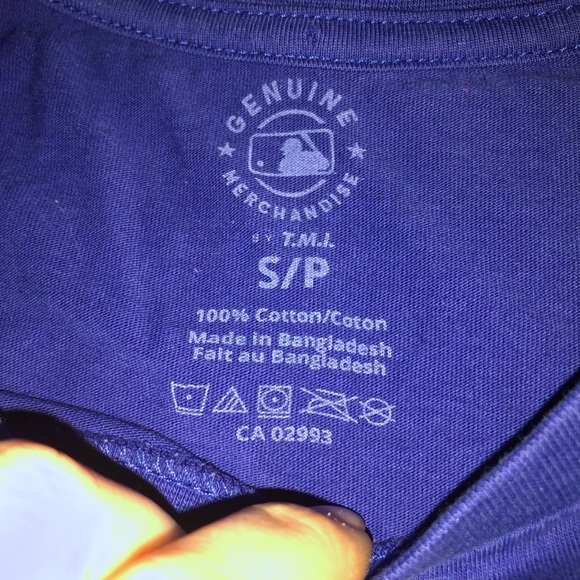 GENUINE
MERCHANDISE
BY T.M.I.
S/P
100% Cotton/Coton
Made in Bangladesh
Fait au Bangladesh
CA 02993